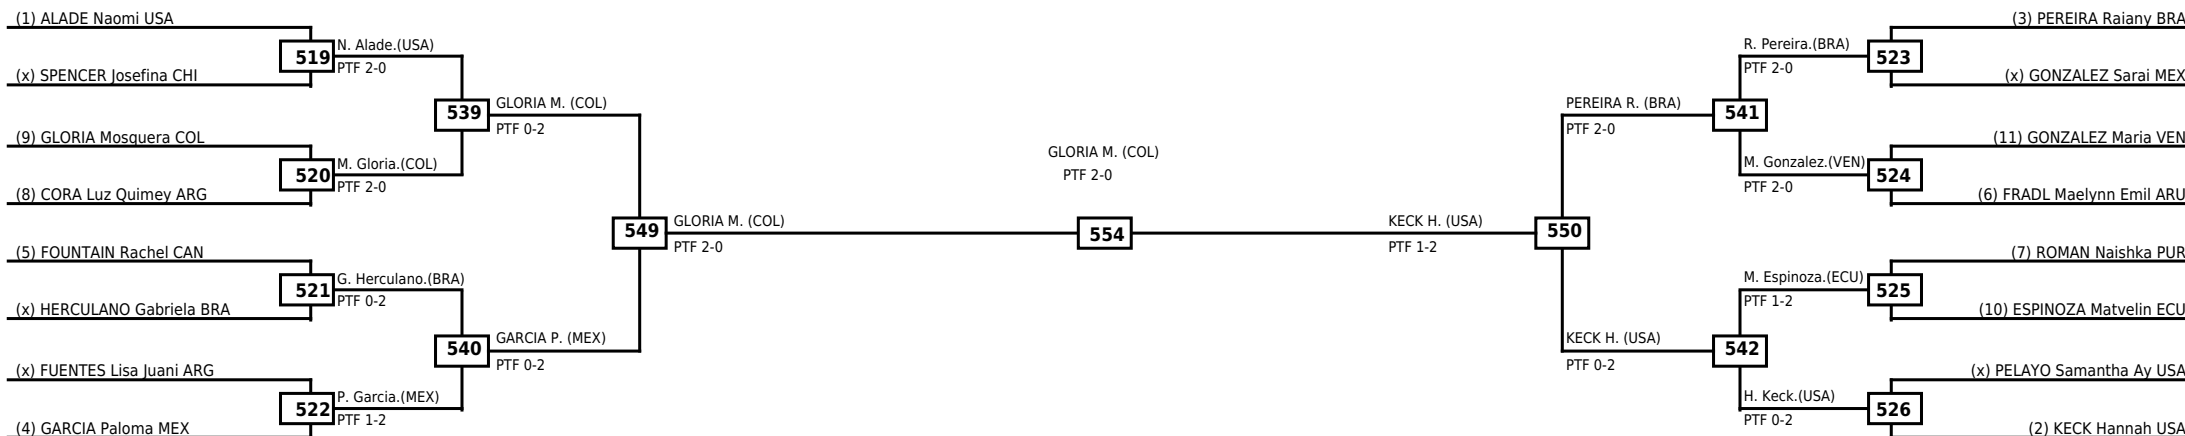 (1) ALADE Naomi USA
519
N. Alade.(USA)
PTF 2-0
(x) SPENCER Josefina CHI
539
GLORIA M. (COL)
PTF 0-2
(9) GLORIA Mosquera COL
520
M. Gloria.(COL)
PTF 2-0
(8) CORA Luz Quimey ARG
549
GLORIA M. (COL)
PTF 2-0
(5) FOUNTAIN Rachel CAN
521
G. Herculano.(BRA)
PTF 0-2
(x) HERCULANO Gabriela BRA
540
GARCIA P. (MEX)
PTF 0-2
(x) FUENTES Lisa Juani ARG
522
P. Garcia.(MEX)
PTF 1-2
(4) GARCIA Paloma MEX
GLORIA M. (COL)
PTF 2-0
554
(3) PEREIRA Raiany BRA
R. Pereira.(BRA)
PTF 2-0
523
(x) GONZALEZ Sarai MEX
PEREIRA R. (BRA)
PTF 2-0
541
(11) GONZALEZ Maria VEN
M. Gonzalez.(VEN)
PTF 2-0
524
(6) FRADL Maelynn Emil ARU
KECK H. (USA)
PTF 1-2
550
(7) ROMAN Naishka PUR
M. Espinoza.(ECU)
PTF 1-2
525
(10) ESPINOZA Matvelin ECU
KECK H. (USA)
PTF 0-2
542
(x) PELAYO Samantha Ay USA
H. Keck.(USA)
PTF 0-2
526
(2) KECK Hannah USA